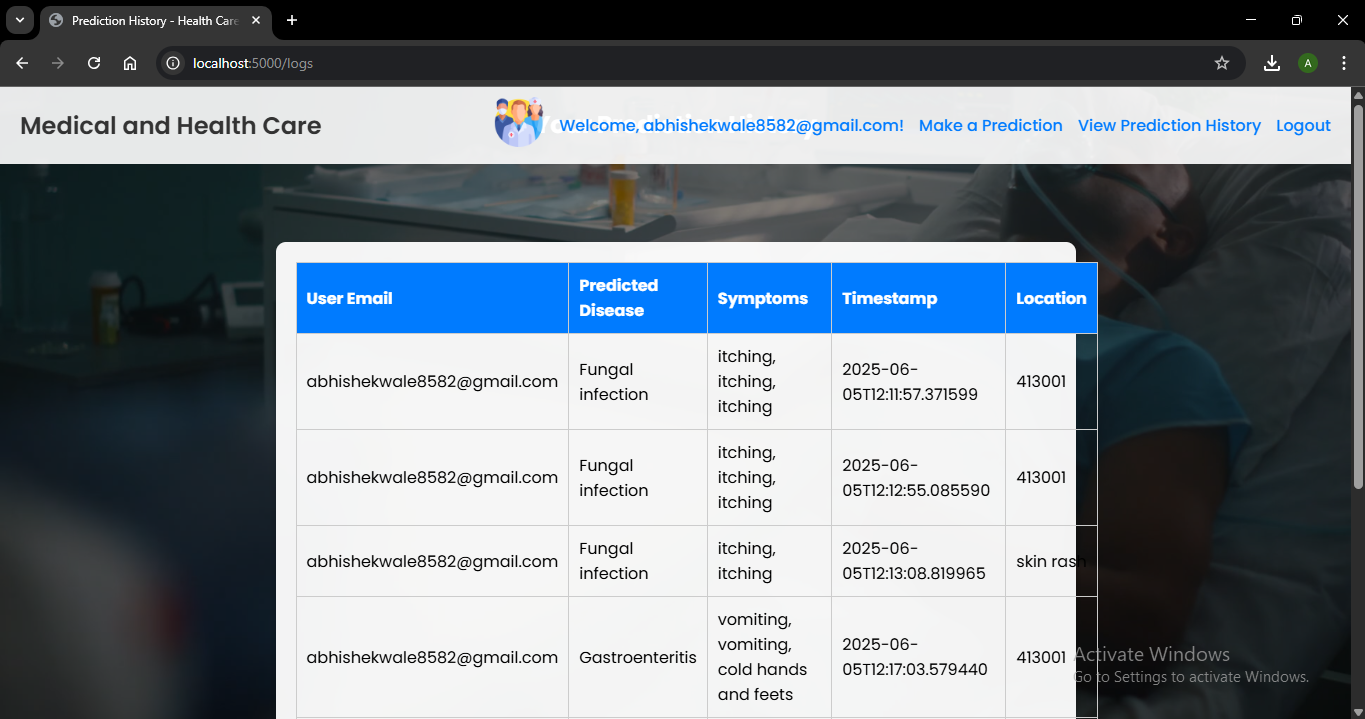 Prediction History - Health Care
localhost:5000/logs
A
Medical and Health Care
Welcome, abhishekwale8582@gmail.com! Make a Prediction View Prediction History Logout
User Email Predicted Disease Symptoms Timestamp Location
abhishekwale8582@gmail.com
Fungal
infection
itching,
itching,
itching
2025-06-
05T12:11:57.371599
413001
abhishekwale8582@gmail.com
Fungal
infection
itching,
itching,
itching
2025-06-
05T12:12:55.085590
413001
abhishekwale8582@gmail.com
Fungal
infection
itching,
itching
2025-06-
05T12:13:08.819965
skin rash
abhishekwale8582@gmail.com
Gastroenteritis
vomiting,
vomiting,
cold hands
and feets
2025-06-
05T12:17:03.579440
413001
Activate Windows
Go to Settings to activate Windows.